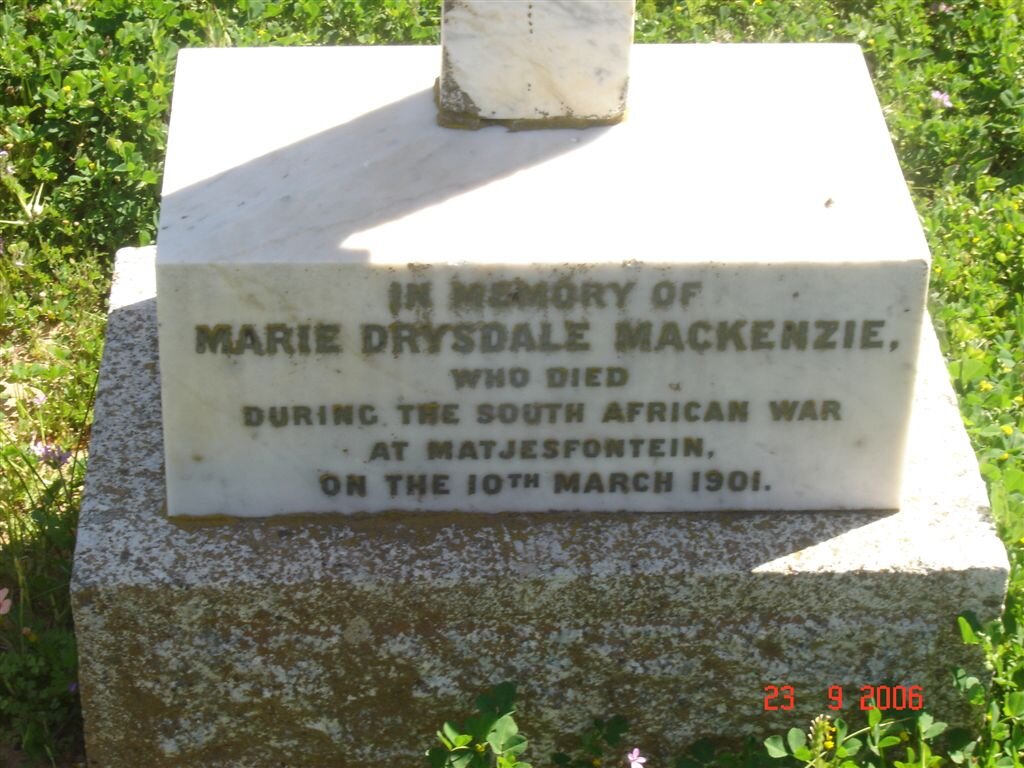 IN MEMORY OF
MARIE DRYSDALE MACKENZIE,
WHO DIED
DURING THE SOUTH AFRICAN WAR
AT MATJESFONTEIN,
ON THE 10TH MARCH 1901.
23 9 2006